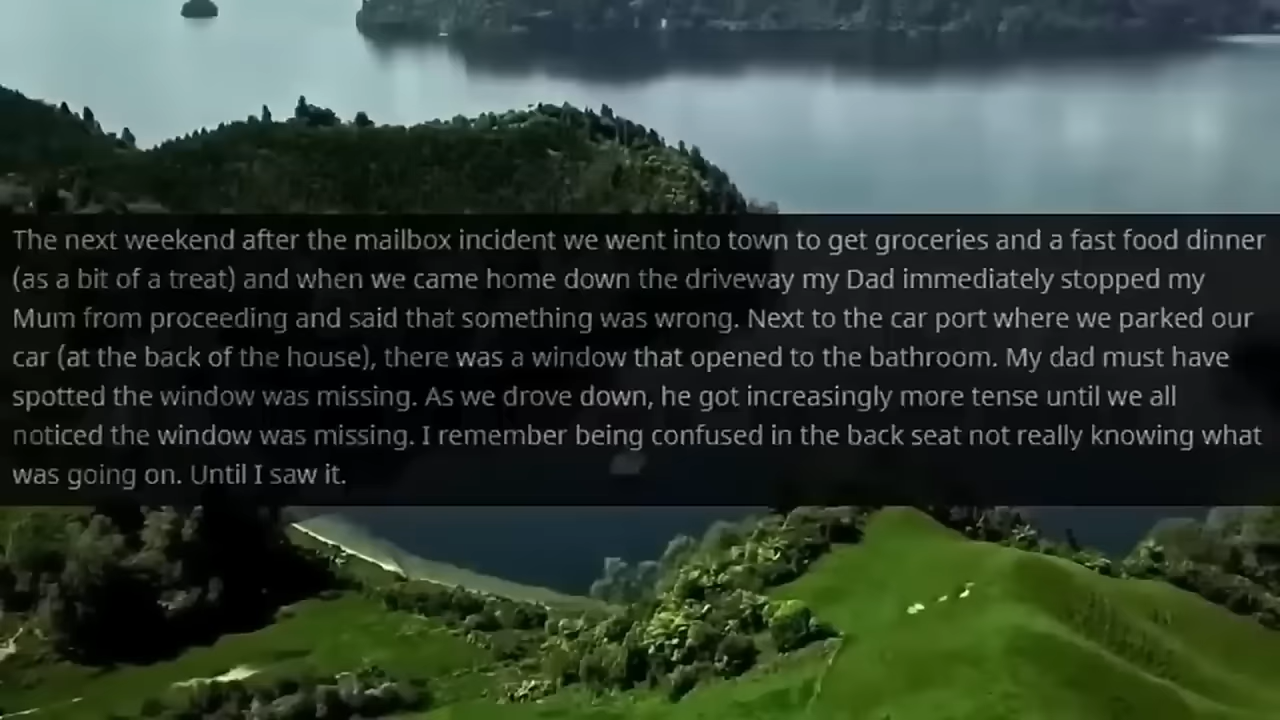 The next weekend after the mailbox incident we went into town to get groceries and a fast food dinner
(as a bit of a treat) and when we came home down the driveway my Dad immediately stopped my
Mum from proceeding and said that something was wrong. Next to the car port where we parked our
car (at the back of the house), there was a window that opened to the bathroom. My dad must have
spotted the window was missing. As we drove down, he got increasingly more tense until we all
noticed the window was missing. I remember being confused in the back seat not really knowing what
was going on. Until I saw it.